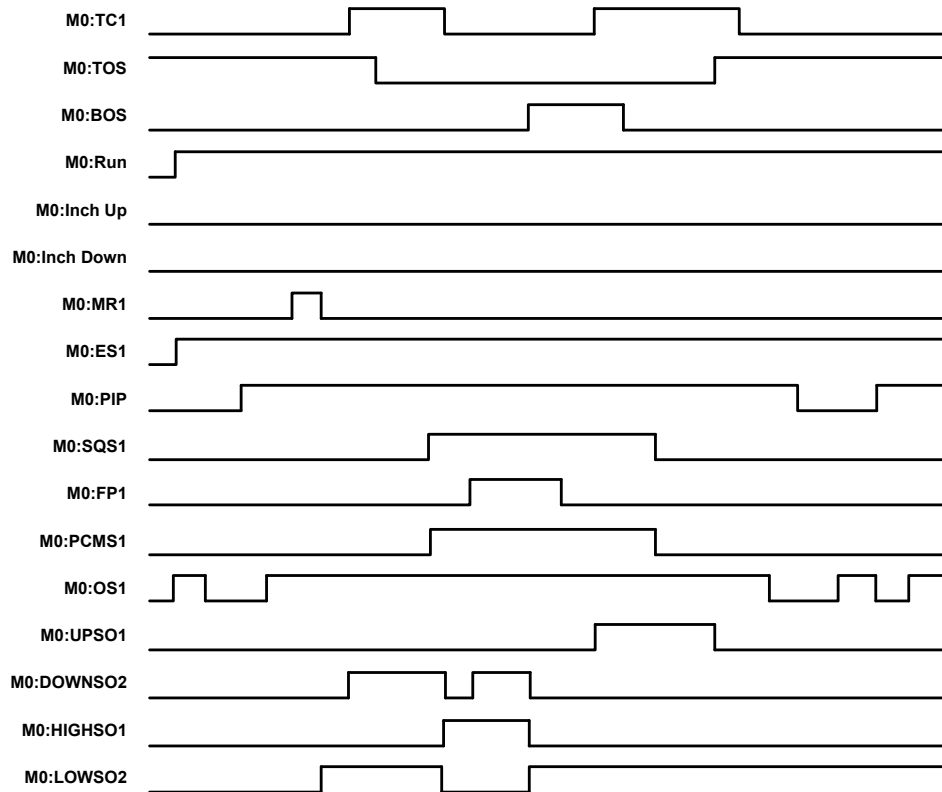 M0:TC1
M0:TOS
M0:BOS
M0:Run
M0:Inch Up
M0:Inch Down
M0:MR1
M0:ES1
M0:PIP
M0:SQS1
M0:FP1
M0:PCMS1
M0:OS1
M0:UPSO1
M0:DOWNSO2
M0:HIGHSO1
M0:LOWSO2